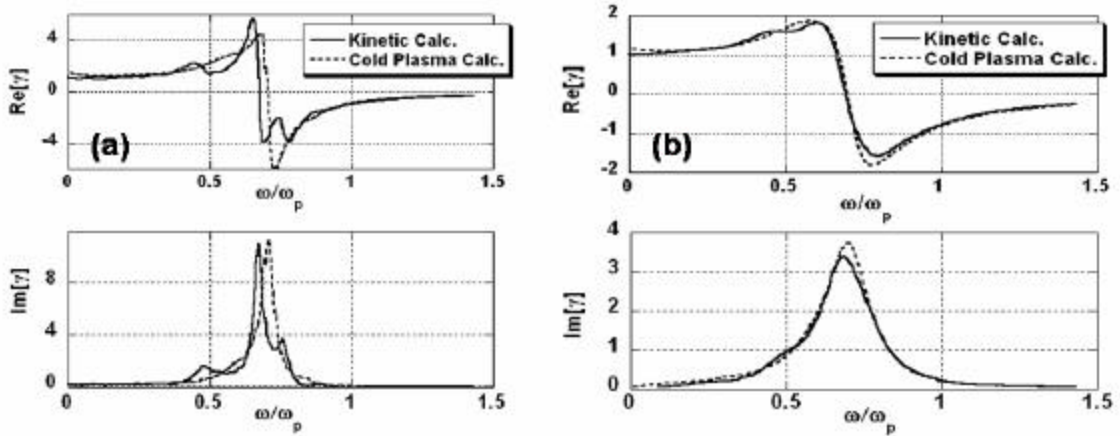 Re[γ]
4
0
-4
Kinetic Calc.
Cold Plasma Calc.
(a)
0 0.5 1 1.5
ω/ωp
Im[γ]
8
4
0
0 0.5 1 1.5
ω/ωp
Re[γ]
2
1
0
-1
-2
Kinetic Calc.
Cold Plasma Calc.
(b)
0 0.5 1 1.5
ω/ωp
Im[γ]
4
3
2
1
0
0 0.5 1 1.5
ω/ωp